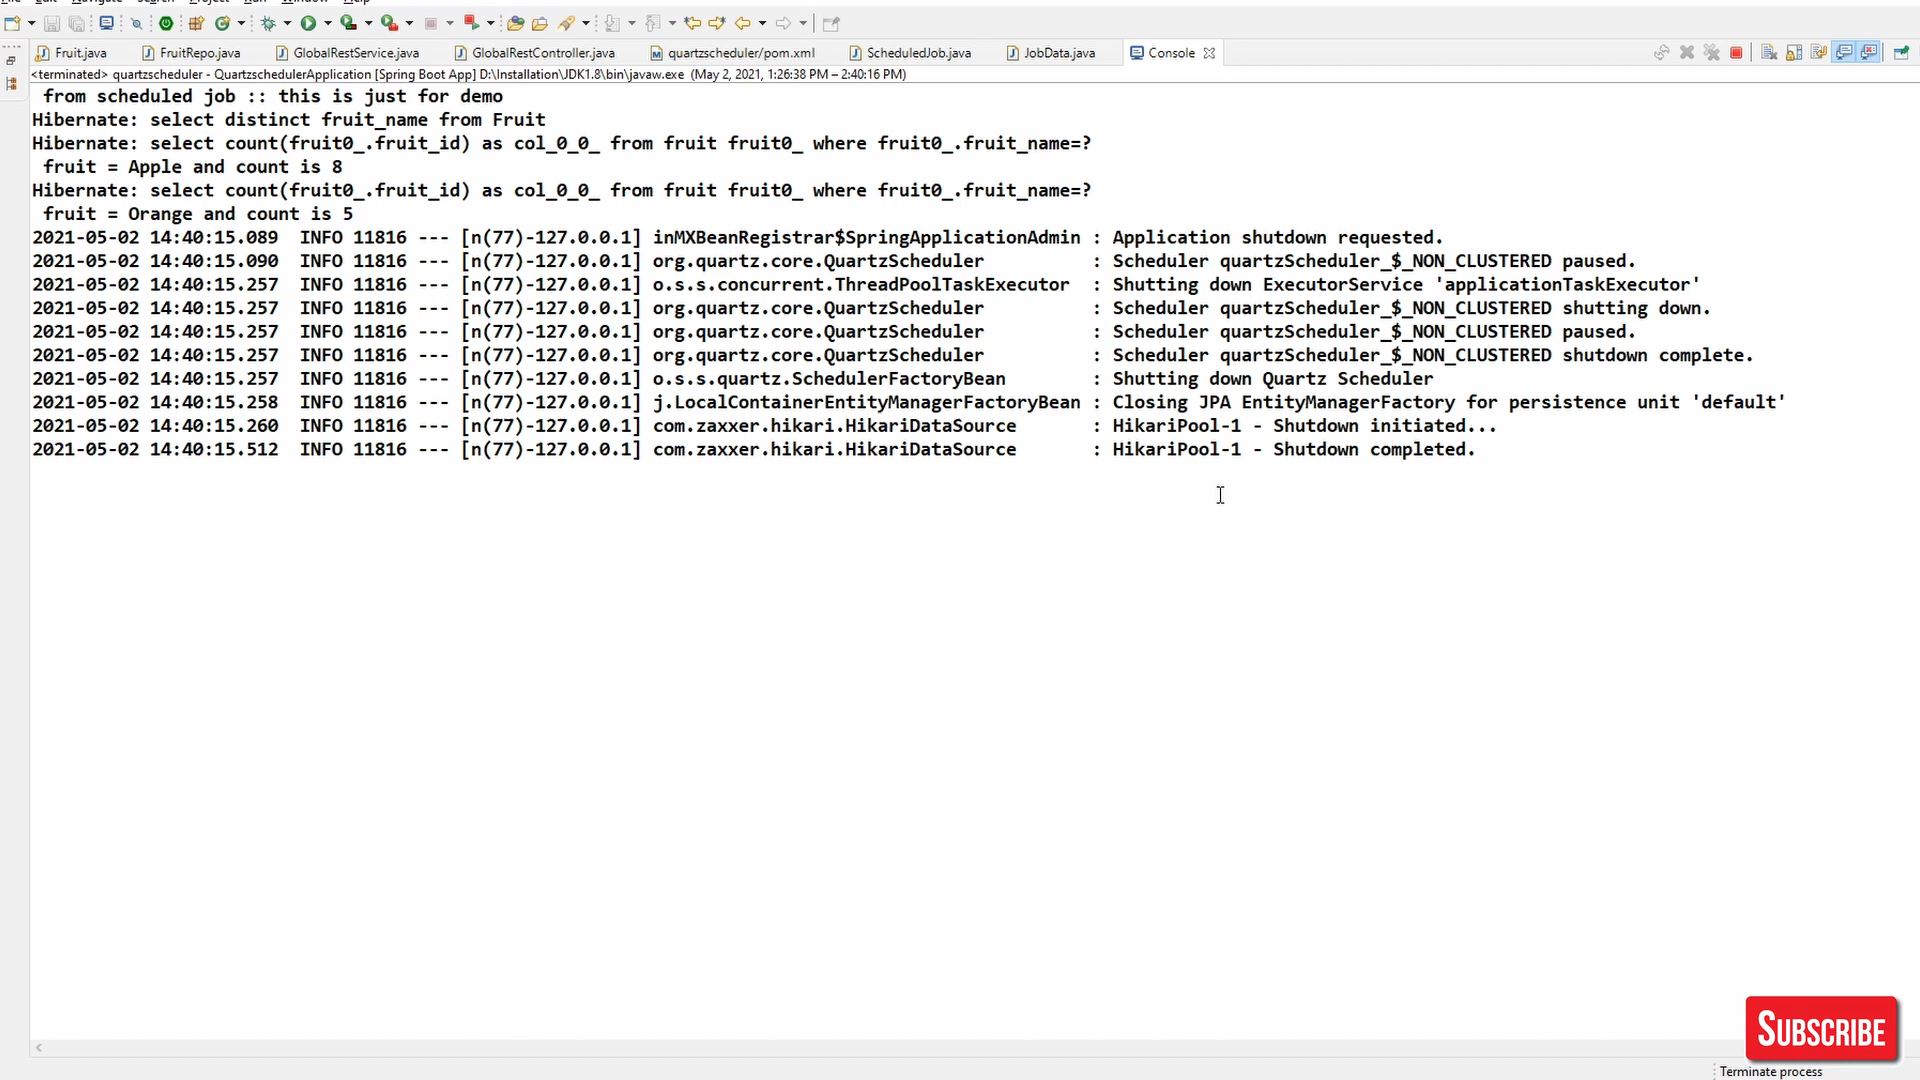 File Edit Navigate Search Project Run Window Help
Fruit.java FruitRepo.java GlobalRestService.java GlobalRestController.java quartzscheduler/pom.xml ScheduledJob.java JobData.java Console
<terminated> quartzscheduler - QuartzschedulerApplication [Spring Boot App] D:\Installation\JDK1.8\bin\javaw.exe (May 2, 2021, 1:26:38 PM – 2:40:16 PM)
from scheduled job :: this is just for demo
Hibernate: select distinct fruit_name from Fruit
Hibernate: select count(fruit0_.fruit_id) as col_0_0_ from fruit fruit0_ where fruit0_.fruit_name=?
fruit = Apple and count is 8
Hibernate: select count(fruit0_.fruit_id) as col_0_0_ from fruit fruit0_ where fruit0_.fruit_name=?
fruit = Orange and count is 5
2021-05-02 14:40:15.089 INFO 11816 --- [n(77)-127.0.0.1] inMXBeanRegistrar$SpringApplicationAdmin : Application shutdown requested.
2021-05-02 14:40:15.090 INFO 11816 --- [n(77)-127.0.0.1] org.quartz.core.QuartzScheduler : Scheduler quartzScheduler_$_NON_CLUSTERED paused.
2021-05-02 14:40:15.257 INFO 11816 --- [n(77)-127.0.0.1] o.s.s.concurrent.ThreadPoolTaskExecutor : Shutting down ExecutorService 'applicationTaskExecutor'
2021-05-02 14:40:15.257 INFO 11816 --- [n(77)-127.0.0.1] org.quartz.core.QuartzScheduler : Scheduler quartzScheduler_$_NON_CLUSTERED shutting down.
2021-05-02 14:40:15.257 INFO 11816 --- [n(77)-127.0.0.1] org.quartz.core.QuartzScheduler : Scheduler quartzScheduler_$_NON_CLUSTERED paused.
2021-05-02 14:40:15.257 INFO 11816 --- [n(77)-127.0.0.1] org.quartz.core.QuartzScheduler : Scheduler quartzScheduler_$_NON_CLUSTERED shutdown complete.
2021-05-02 14:40:15.257 INFO 11816 --- [n(77)-127.0.0.1] o.s.s.quartz.SchedulerFactoryBean : Shutting down Quartz Scheduler
2021-05-02 14:40:15.258 INFO 11816 --- [n(77)-127.0.0.1] j.LocalContainerEntityManagerFactoryBean : Closing JPA EntityManagerFactory for persistence unit 'default'
2021-05-02 14:40:15.260 INFO 11816 --- [n(77)-127.0.0.1] com.zaxxer.hikari.HikariDataSource : HikariPool-1 - Shutdown initiated...
2021-05-02 14:40:15.512 INFO 11816 --- [n(77)-127.0.0.1] com.zaxxer.hikari.HikariDataSource : HikariPool-1 - Shutdown completed.
SUBSCRIBE
Terminate process